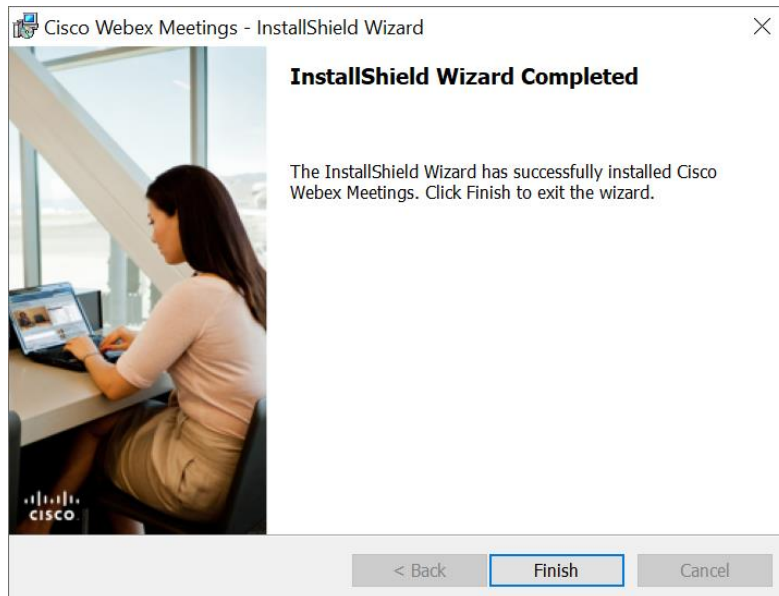 Cisco Webex Meetings - InstallShield Wizard
InstallShield Wizard Completed
The InstallShield Wizard has successfully installed Cisco
Webex Meetings. Click Finish to exit the wizard.
CISCO
< Back
Finish
Cancel